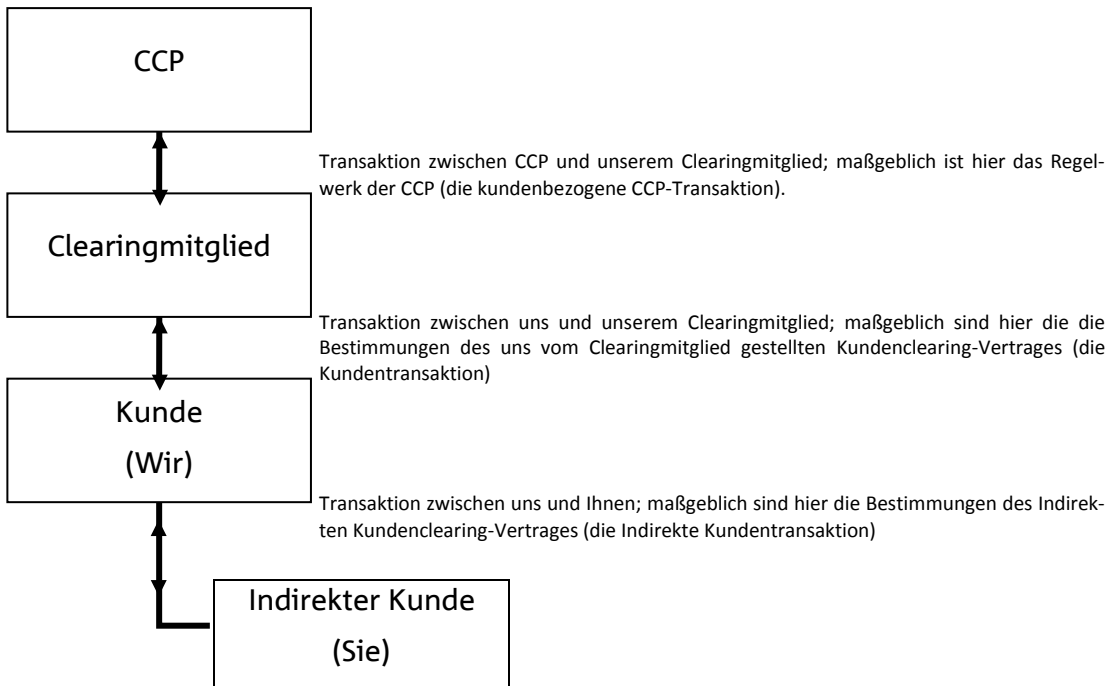 CCP
Transaktion zwischen CCP und unserem Clearingmitglied; maßgeblich ist hier das Regel-
werk der CCP (die kundenbezogene CCP-Transaktion).
Clearingmitglied
Transaktion zwischen uns und unserem Clearingmitglied; maßgeblich sind hier die die
Bestimmungen des uns vom Clearingmitglied gestellten Kundenclearing-Vertrages (die
Kundentransaktion)
Kunde
(Wir)
Transaktion zwischen uns und Ihnen; maßgeblich sind hier die Bestimmungen des Indirek-
ten Kundenclearing-Vertrages (die Indirekte Kundentransaktion)
Indirekter Kunde
(Sie)